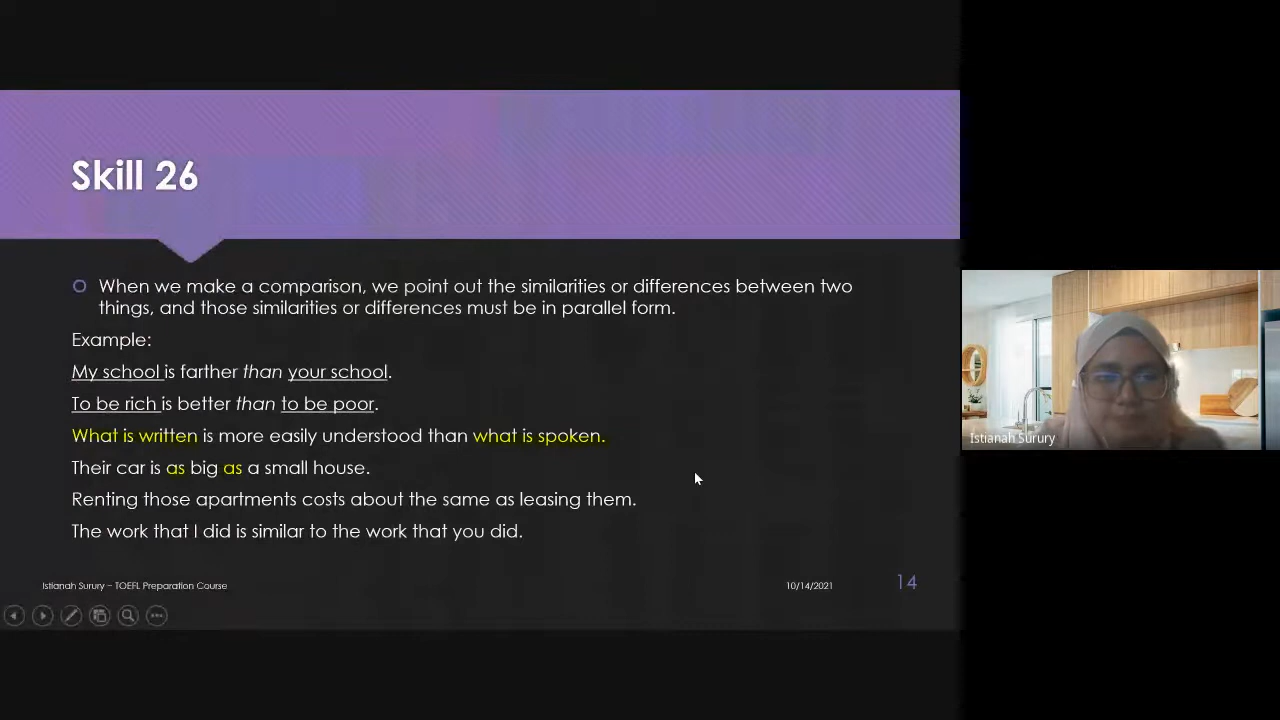 Skill 26
When we make a comparison, we point out the similarities or differences between two
things, and those similarities or differences must be in parallel form.
Example:
My school is farther than your school.
To be rich is better than to be poor.
What is written is more easily understood than what is spoken.
Their car is as big as a small house.
Renting those apartments costs about the same as leasing them.
The work that I did is similar to the work that you did.
Istianah Surury – TOEFL Preparation Course
10/14/2021
14
Istianah Surury